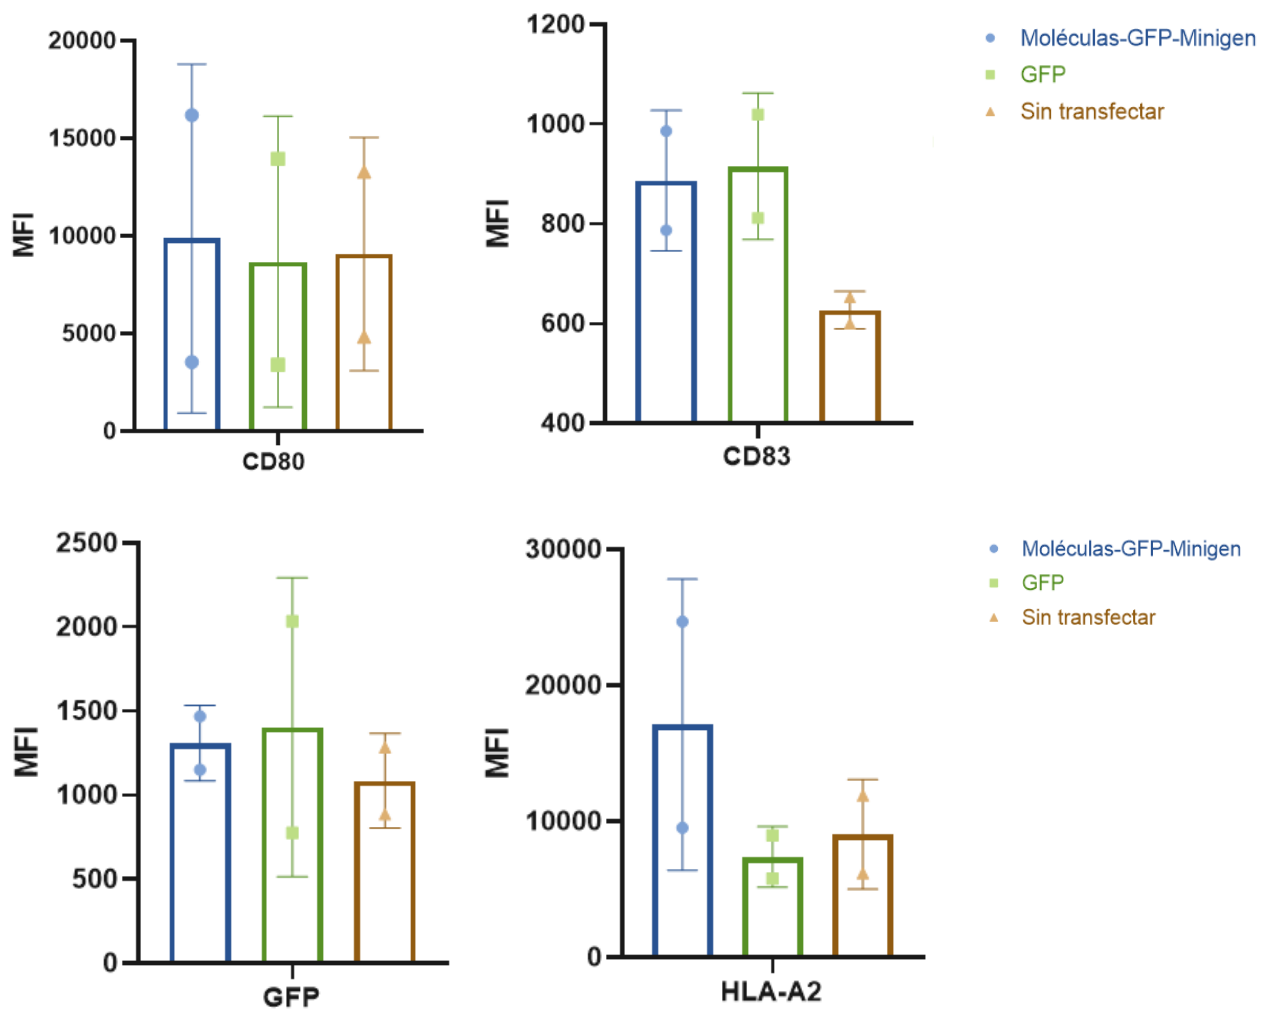 20000
15000
10000
5000
0
MFI
CD80
1200
1000
800
600
400
MFI
CD83
Moléculas-GFP-Minigen
GFP
Sin transfectar
2500
2000
1500
1000
500
0
MFI
GFP
30000
20000
10000
0
MFI
HLA-A2
Moléculas-GFP-Minigen
GFP
Sin transfectar